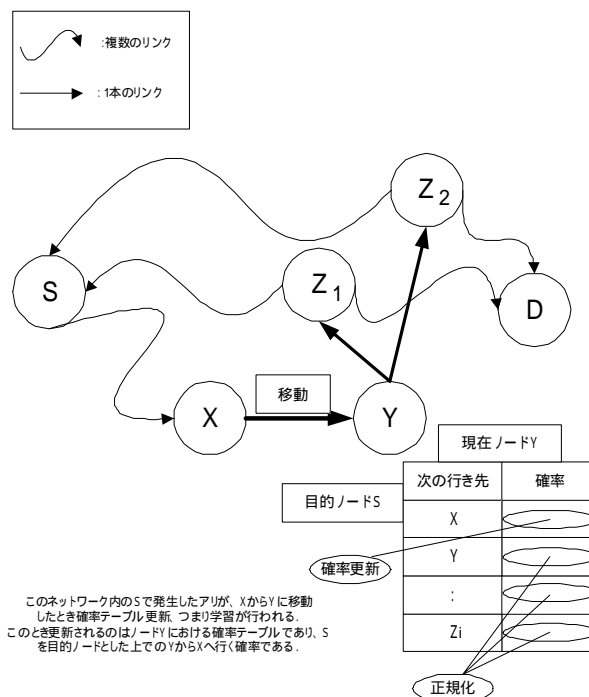 :複数のリンク
:1本のリンク
Z2
S
Z1
D
移動
X
Y
現在ノードY
次の行き先 確率
目的ノードS
X
確率更新
Y
:
Zi
このネットワーク内のSで発生したアリが、XからYに移動
したとき確率テーブル更新、つまり学習が行われる.
このとき更新されるのはノードYにおける確率テーブルであり、S
を目的ノードとした上でのYからXへ行く確率である.
正規化